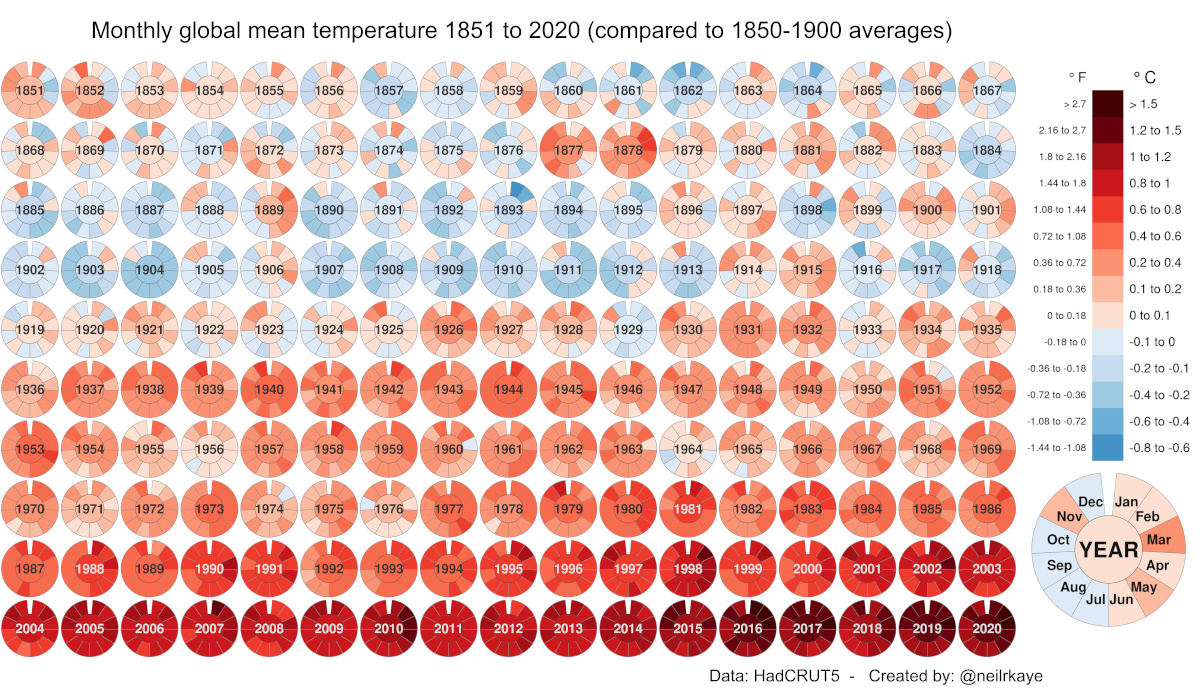 Monthly global mean temperature 1851 to 2020 (compared to 1850-1900 averages)
1851 1852 1853 1854 1855 1856 1857 1858 1859 1860 1861 1862 1863 1864 1865 1866 1867
1868 1869 1870 1871 1872 1873 1874 1875 1876 1877 1878 1879 1880 1881 1882 1883 1884
1885 1886 1887 1888 1889 1890 1891 1892 1893 1894 1895 1896 1897 1898 1899 1900 1901
1902 1903 1904 1905 1906 1907 1908 1909 1910 1911 1912 1913 1914 1915 1916 1917 1918
1919 1920 1921 1922 1923 1924 1925 1926 1927 1928 1929 1930 1931 1932 1933 1934 1935
1936 1937 1938 1939 1940 1941 1942 1943 1944 1945 1946 1947 1948 1949 1950 1951 1952
1953 1954 1955 1956 1957 1958 1959 1960 1961 1962 1963 1964 1965 1966 1967 1968 1969
1970 1971 1972 1973 1974 1975 1976 1977 1978 1979 1980 1981 1982 1983 1984 1985 1986
1987 1988 1989 1990 1991 1992 1993 1994 1995 1996 1997 1998 1999 2000 2001 2002 2003
2004 2005 2006 2007 2008 2009 2010 2011 2012 2013 2014 2015 2016 2017 2018 2019 2020
° F ° C
> 2.7 > 1.5
2.16 to 2.7 1.2 to 1.5
1.8 to 2.16 1 to 1.2
1.44 to 1.8 0.8 to 1
1.08 to 1.44 0.6 to 0.8
0.72 to 1.08 0.4 to 0.6
0.36 to 0.72 0.2 to 0.4
0.18 to 0.36 0.1 to 0.2
0 to 0.18 0 to 0.1
-0.18 to 0 -0.1 to 0
-0.36 to -0.18 -0.2 to -0.1
-0.72 to -0.36 -0.4 to -0.2
-1.08 to -0.72 -0.6 to -0.4
-1.44 to -1.08 -0.8 to -0.6
Dec Jan
Nov Feb
Oct YEAR Mar
Sep Apr
Aug May
Jul Jun
Data: HadCRUT5 - Created by: @neilrkaye